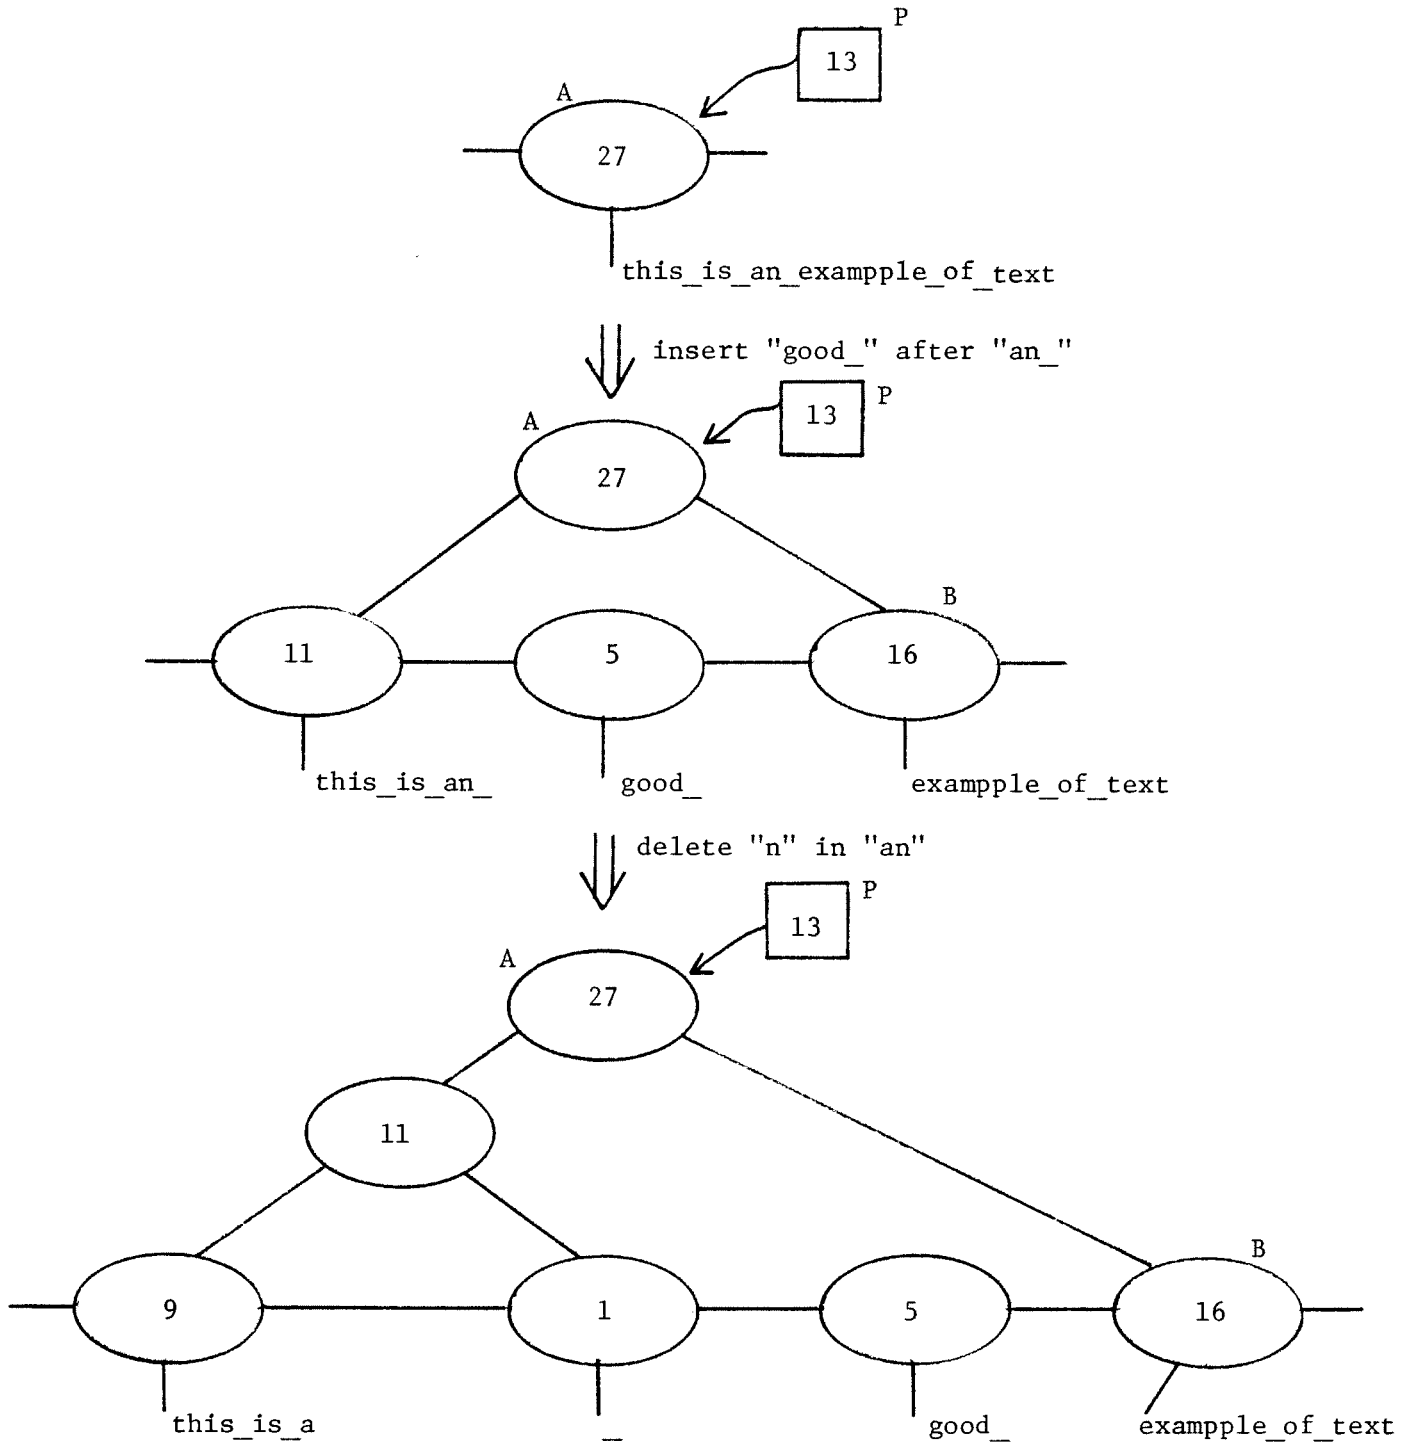 P
13
A
27
this_is_an_exampple_of_text
insert "good_" after "an_"
P
13
A
27
B
11 5 16
this_is_an_ good_ exampple_of_text
delete "n" in "an"
P
13
A
27
11
B
9 1 5 16
this_is_a _ good_ exampple_of_text